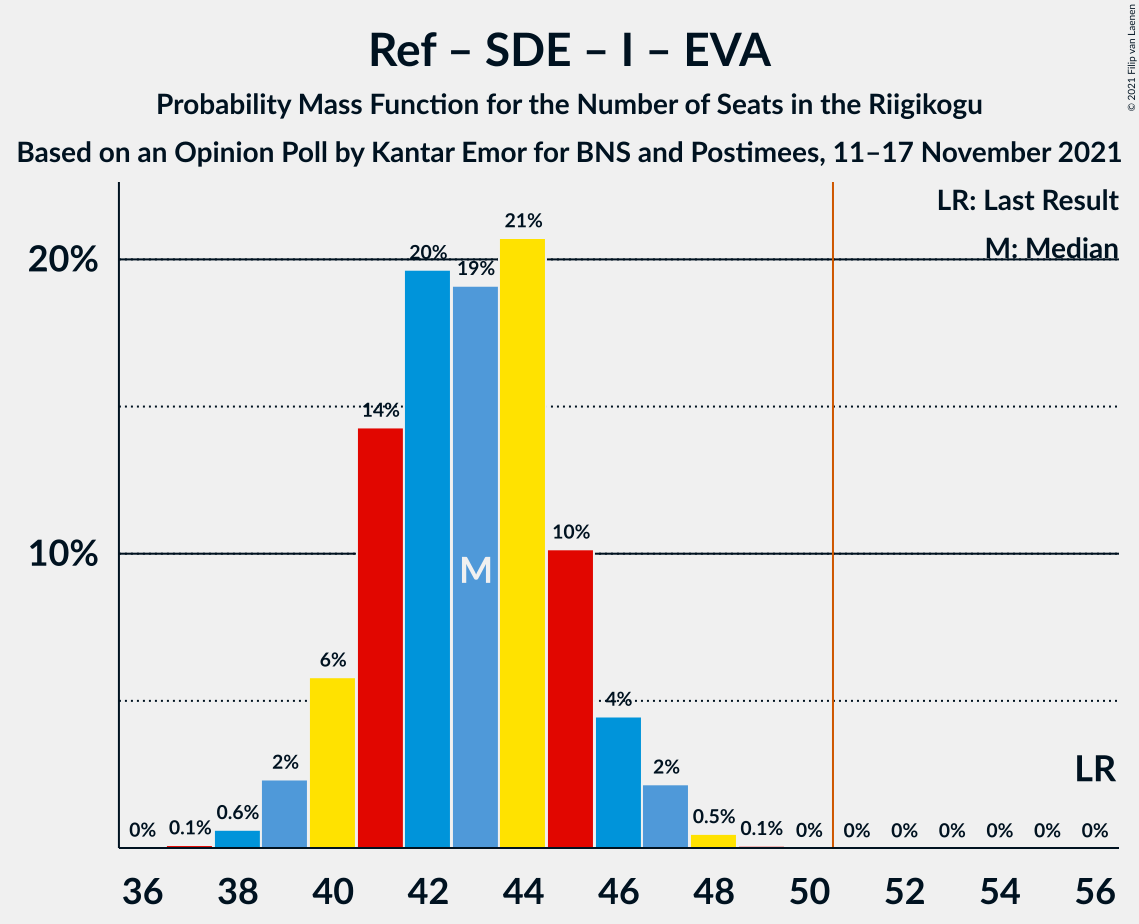 Ref – SDE – I – EVA
Probability Mass Function for the Number of Seats in the Riigikogu
Based on an Opinion Poll by Kantar Emor for BNS and Postimees, 11–17 November 2021
© 2021 Filip van Laenen
LR: Last Result
M: Median
20%
10%
0%
0.1%
0.6%
2%
6%
14%
20%
19%
21%
10%
4%
2%
0.5%
0.1%
0%
0%
0%
0%
0%
0%
0%
M
LR
36 38 40 42 44 46 48 50 52 54 56